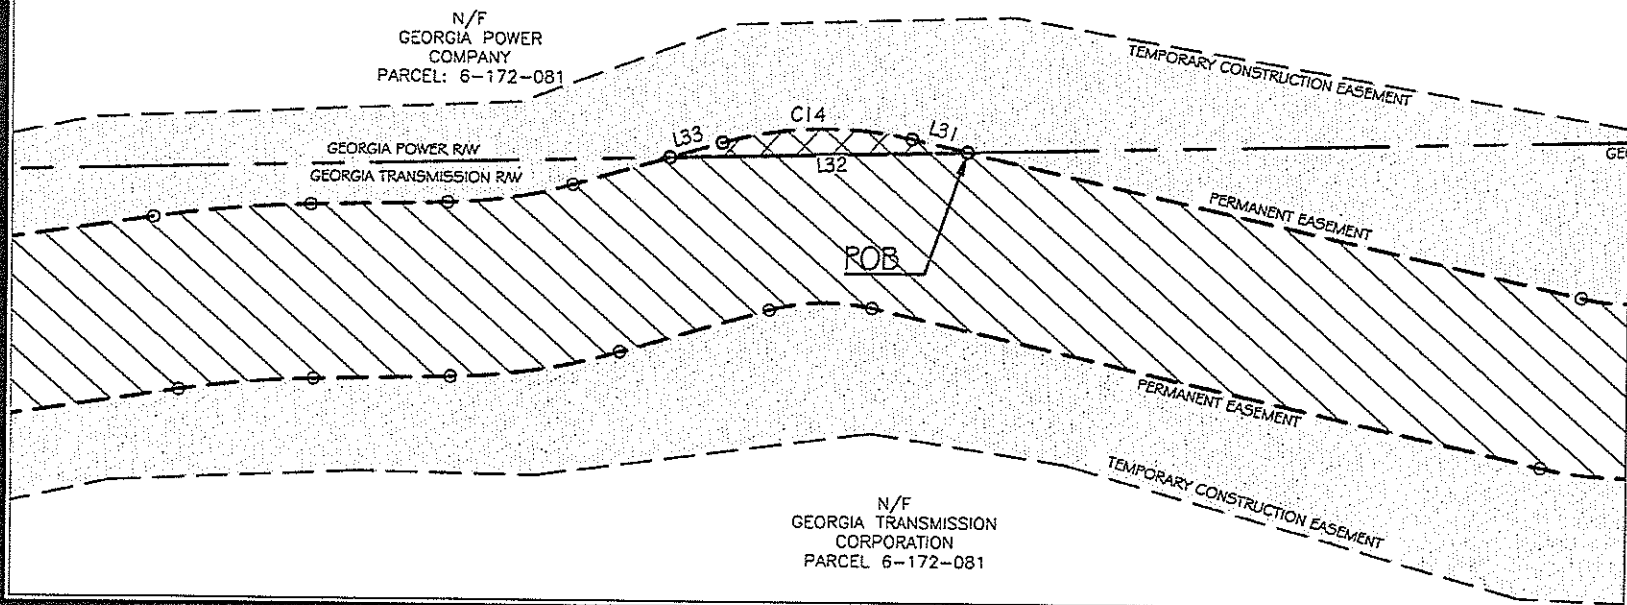 N/F
GEORGIA POWER
COMPANY
PARCEL: 6-172-081
TEMPORARY CONSTRUCTION EASEMENT
C14
L33
L31
GEORGIA POWER R/W
L32
GEORGIA TRANSMISSION R/W
GEO
PERMANENT EASEMENT
POB
PERMANENT EASEMENT
TEMPORARY CONSTRUCTION EASEMENT
N/F
GEORGIA TRANSMISSION
CORPORATION
PARCEL 6-172-081